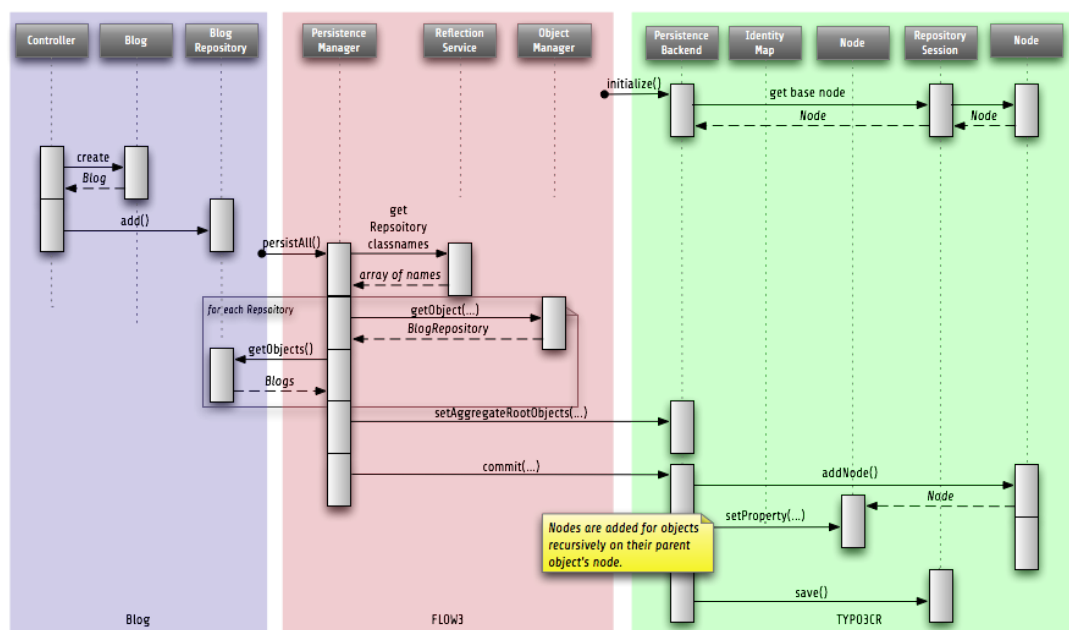 Controller
Blog
Blog
Repository
Persistence
Manager
Reflection
Service
Object
Manager
Persistence
Backend
Identity
Map
Node
Repository
Session
Node
initialize()
get base node
Node
Node
create
Blog
add()
get
Repsoitory
classnames
persistAll()
array of names
for each Repsoitory
getObject(...)
BlogRepository
getObjects()
Blogs
setAggregateRootObjects(...)
commit(...)
addNode()
Node
setProperty(...)
Nodes are added for objects
recursively on their parent
object's node.
save()
Blog
FLOW3
TYPO3CR